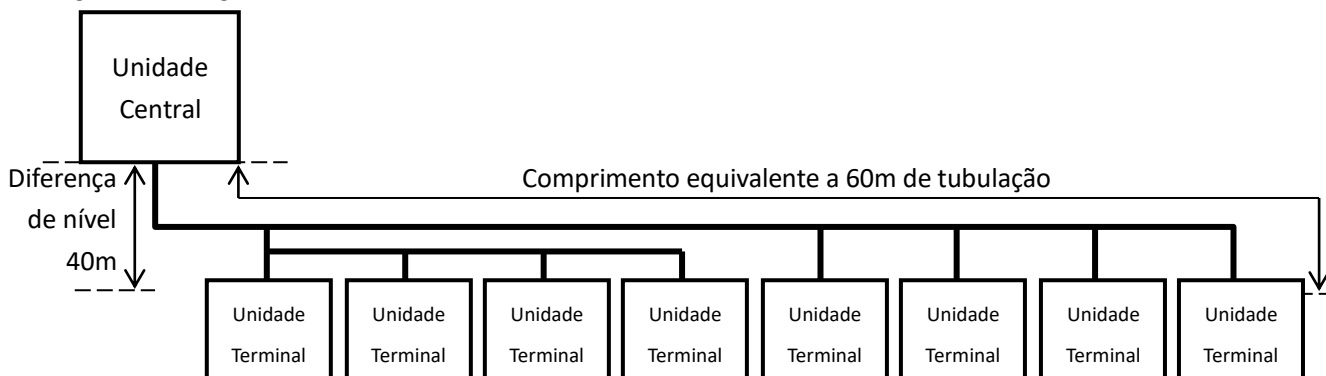 Unidade
Central
Diferença
de nível
40m
Comprimento equivalente a 60m de tubulação
Unidade
Terminal
Unidade
Terminal
Unidade
Terminal
Unidade
Terminal
Unidade
Terminal
Unidade
Terminal
Unidade
Terminal
Unidade
Terminal